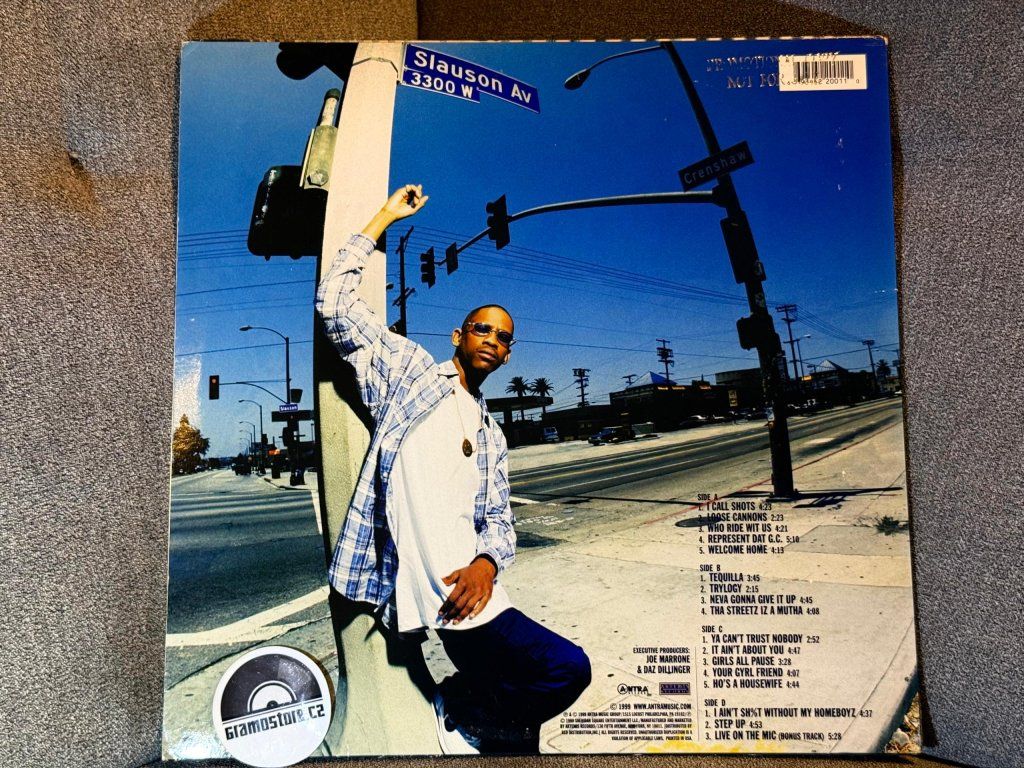 Slauson Av
3300 W
NOT FOR
20011 0
Crenshaw
Slauson
SIDE A
1. I CALL SHOTS 4:23
2. LOOSE CANNONS 2:23
3. WHO RIDE WIT US 4:21
4. REPRESENT DAT G.C. 5:10
5. WELCOME HOME 4:13
SIDE B
1. TEQUILLA 3:45
2. TRYLOGY 2:15
3. NEVA GONNA GIVE IT UP 4:45
4. THA STREETZ IZ A MUTHA 4:08
SIDE C
1. YA CAN'T TRUST NOBODY 2:52
2. IT AIN'T ABOUT YOU 4:47
3. GIRLS ALL PAUSE 3:28
4. YOUR GYRL FRIEND 4:07
5. HO'S A HOUSEWIFE 4:44
SIDE D
1. I AIN'T SH%T WITHOUT MY HOMEBOYZ 4:37
2. STEP UP 4:53
3. LIVE ON THE MIC (BONUS TRACK) 5:28
EXECUTIVE PRODUCERS:
JOE MARRONE
& DAZ DILLINGER
ANTRA
ARTEMIS
© 1999 WWW.ANTRAMUSIC.COM
gramostore.cz